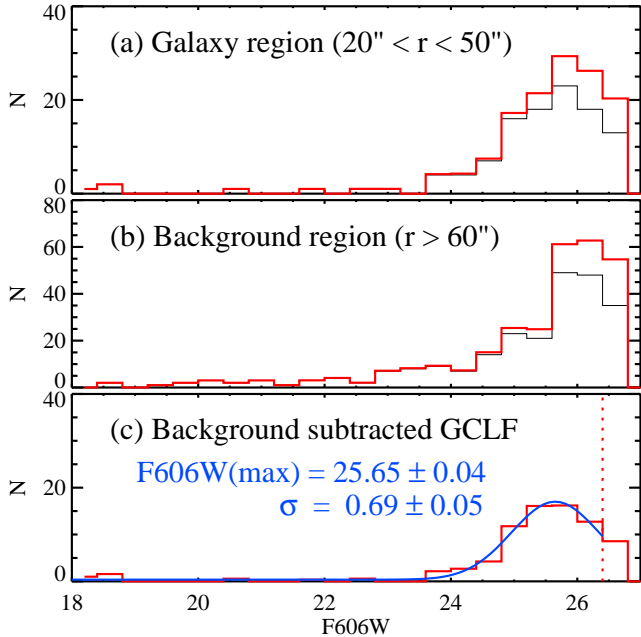 40
(a) Galaxy region (20" < r < 50")
N
20
0
80
(b) Background region (r > 60")
60
N
40
20
0
40
(c) Background subtracted GCLF
F606W(max) = 25.65 ± 0.04
σ = 0.69 ± 0.05
N
20
0
18 20 22 24 26
F606W